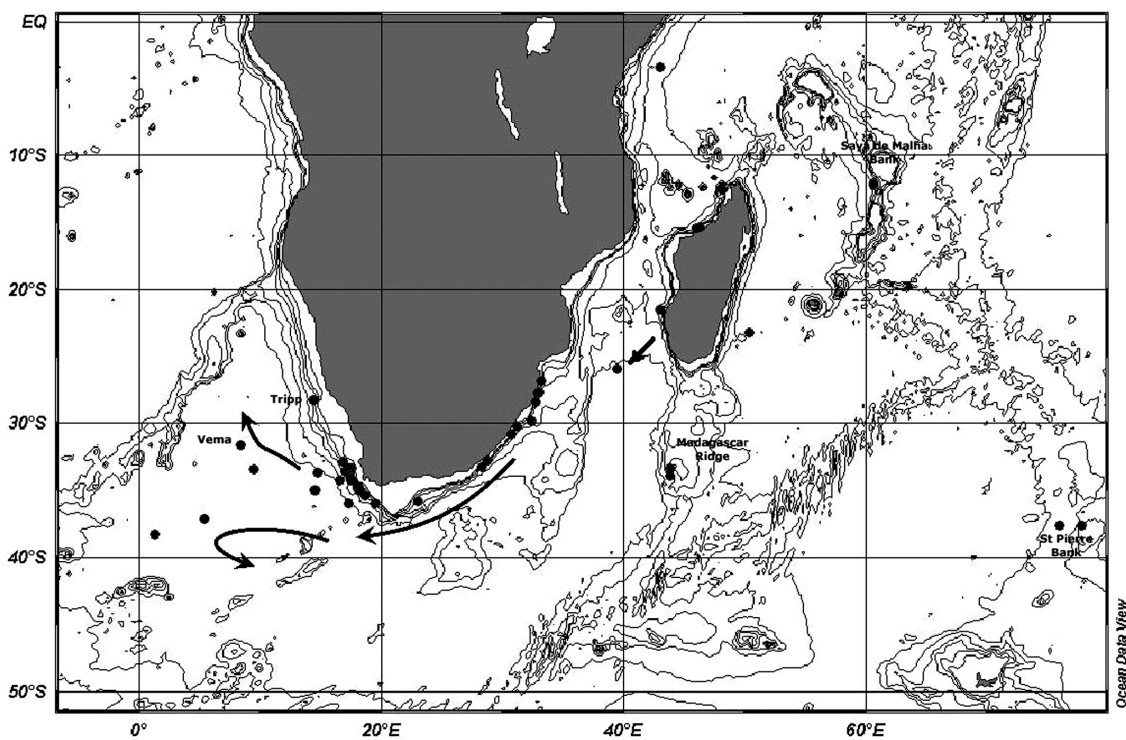 EQ
10°S
Saya de Malha
Bank
20°S
Tripp
30°S
Vema
Madagascar
Ridge
St Pierre
Bank
40°S
50°S
0°
20°E
40°E
60°E
Ocean Data View